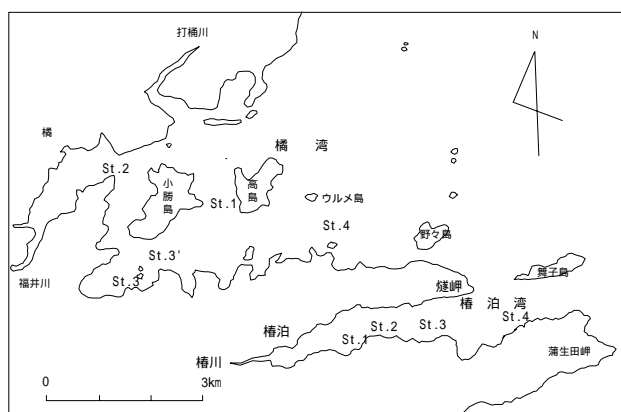 打桶川
N
橘
橘 湾
St.2
小勝島
高島
St.1
ウルメ島
St.4
野々島
St.3'
St.3
福井川
舞子島
燧岬
椿 泊 湾
椿泊
St.1
St.2
St.3
St.4
椿川
蒲生田岬
0 3km